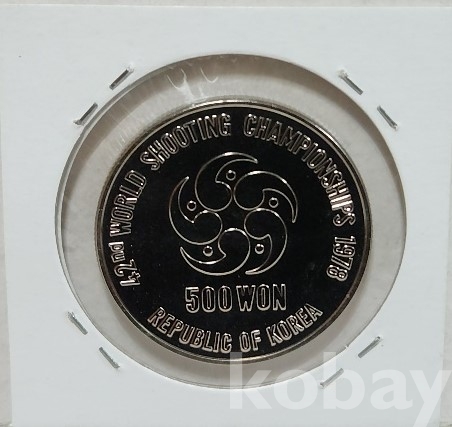 42nd WORLD SHOOTING CHAMPIONSHIPS 1978
500 WON
REPUBLIC OF KOREA
kobay